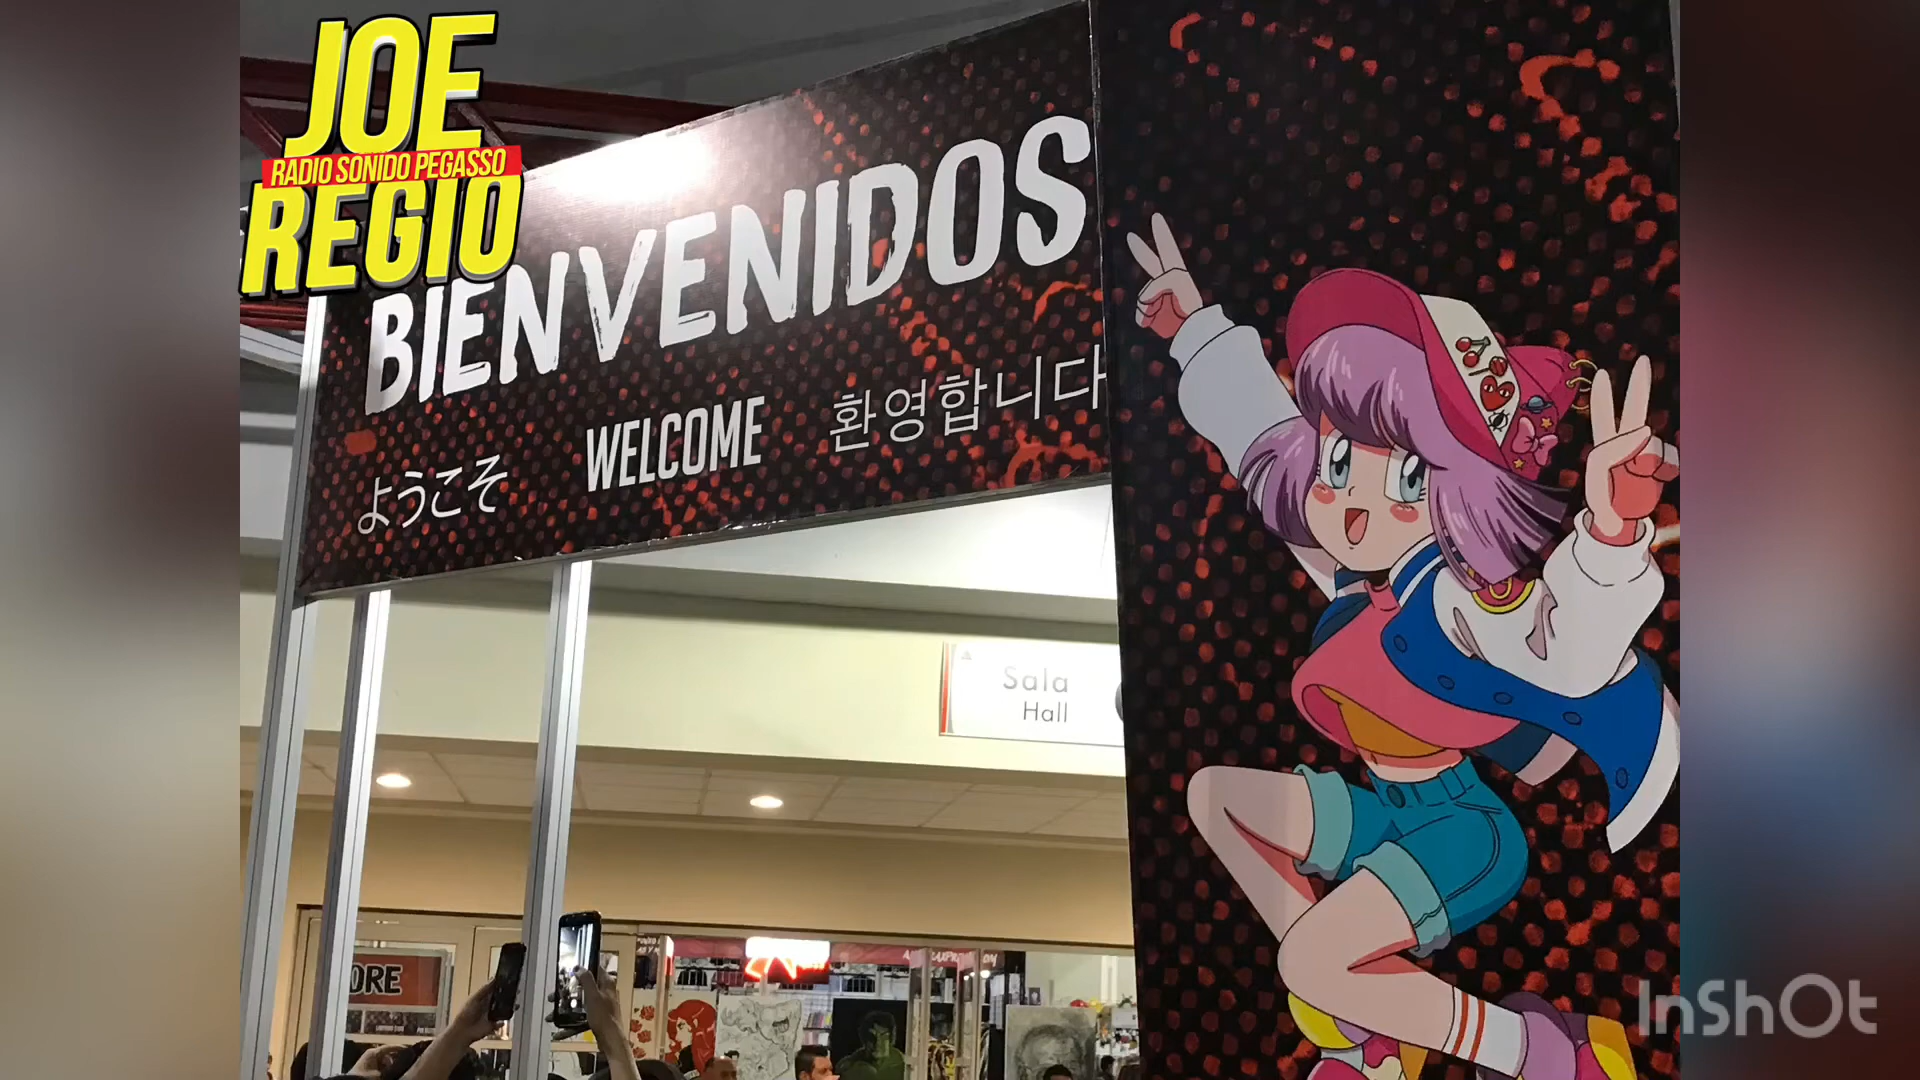 JOE
RADIO SONIDO PEGASSO
REGIO
BIENVENIDOS
ようこそ
WELCOME
환영합니다
Sala
Hall
ORE
InShOt